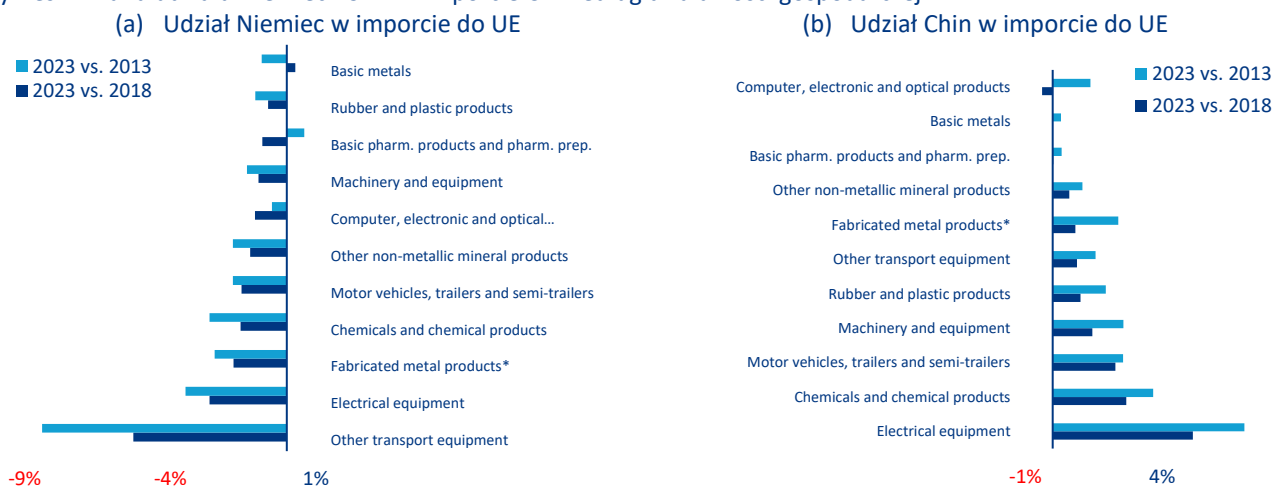 (a) Udział Niemiec w imporcie do UE
2023 vs. 2013
2023 vs. 2018
Basic metals
Rubber and plastic products
Basic pharm. products and pharm. prep.
Machinery and equipment
Computer, electronic and optical…
Other non-metallic mineral products
Motor vehicles, trailers and semi-trailers
Chemicals and chemical products
Fabricated metal products*
Electrical equipment
Other transport equipment
-9%
-4%
1%
(b) Udział Chin w imporcie do UE
2023 vs. 2013
2023 vs. 2018
Computer, electronic and optical products
Basic metals
Basic pharm. products and pharm. prep.
Other non-metallic mineral products
Fabricated metal products*
Other transport equipment
Rubber and plastic products
Machinery and equipment
Motor vehicles, trailers and semi-trailers
Chemicals and chemical products
Electrical equipment
-1%
4%